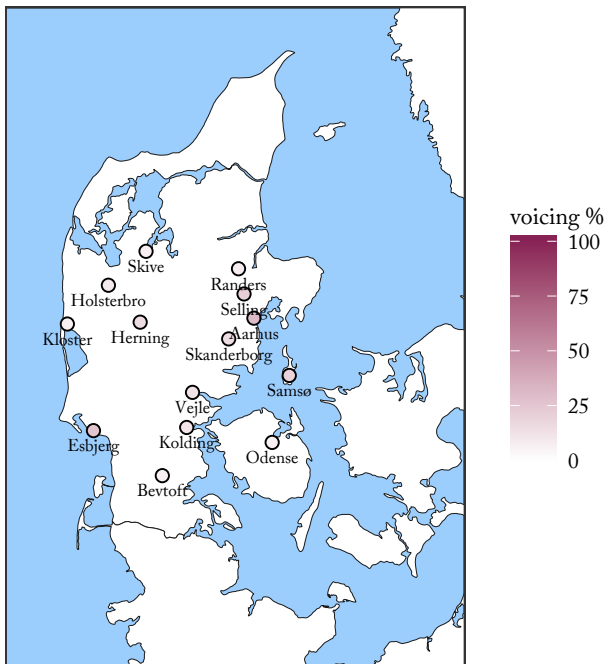 voicing %
100
75
50
25
0
Skive
Randers
Holsterbro
Selling
Aarhus
Kloster
Herning
Skanderborg
Samsø
Vejle
Esbjerg
Kolding
Odense
Bevtoft